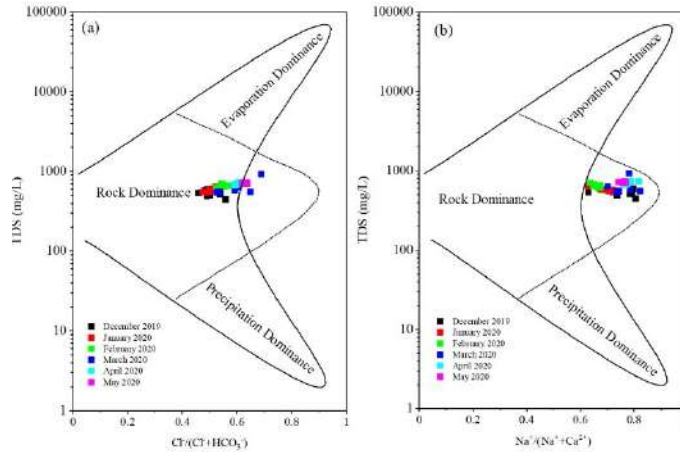 (a)
Evaporation Dominance
Rock Dominance
Precipitation Dominance
TDS (mg/L)
100000
10000
1000
100
10
1
December 2019
January 2020
February 2020
March 2020
April 2020
May 2020
0
0.2
0.4
0.6
0.8
1
Cl⁻/(Cl⁻+HCO₃⁻)
(b)
Evaporation Dominance
Rock Dominance
Precipitation Dominance
TDS (mg/L)
100000
10000
1000
100
10
1
December 2019
January 2020
February 2020
March 2020
April 2020
May 2020
0
0.2
0.4
0.6
0.8
Na⁺/(Na⁺+Ca²⁺)